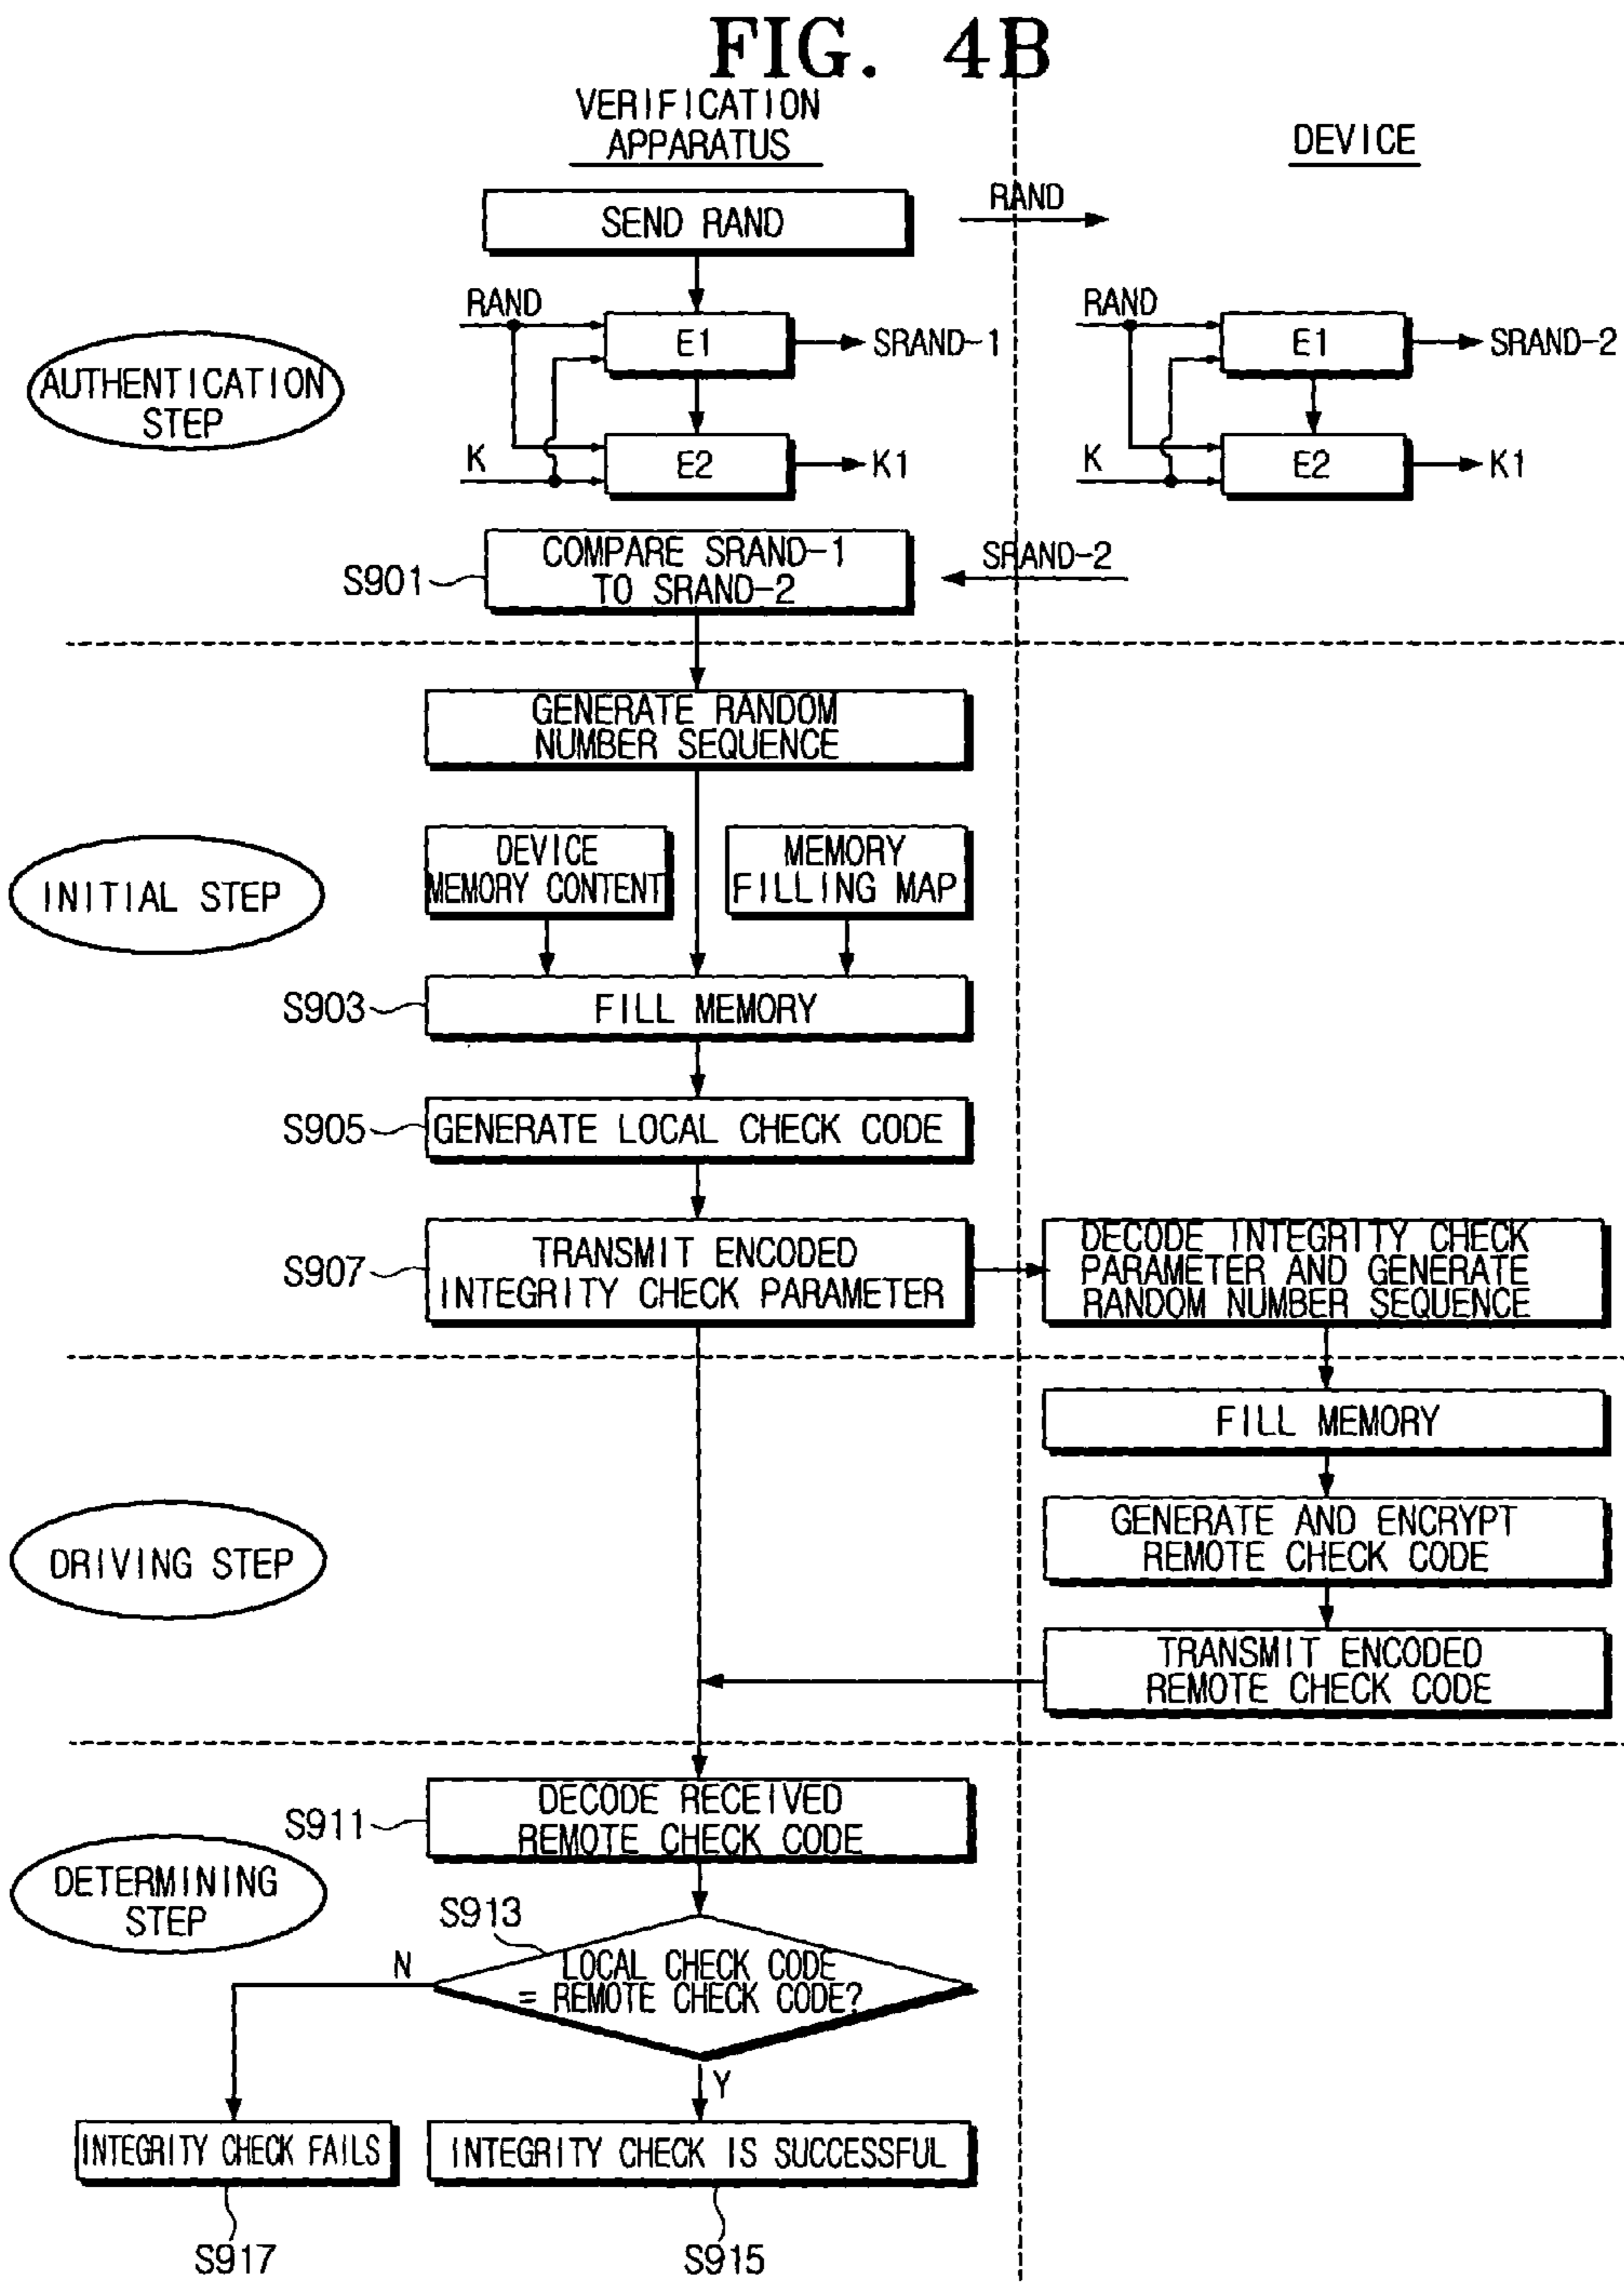 FIG. 4B
VERIFICATION
APPARATUS
DEVICE
SEND RAND
RAND
RAND
E1
SRAND-1
K
E2
K1
RAND
E1
SRAND-2
K
E2
K1
AUTHENTICATION
STEP
S901
COMPARE SRAND-1
TO SRAND-2
SRAND-2
GENERATE RANDOM
NUMBER SEQUENCE
DEVICE
MEMORY CONTENT
MEMORY
FILLING MAP
INITIAL STEP
S903
FILL MEMORY
S905
GENERATE LOCAL CHECK CODE
S907
TRANSMIT ENCODED
INTEGRITY CHECK PARAMETER
DECODE INTEGRITY CHECK
PARAMETER AND GENERATE
RANDOM NUMBER SEQUENCE
FILL MEMORY
DRIVING STEP
GENERATE AND ENCRYPT
REMOTE CHECK CODE
TRANSMIT ENCODED
REMOTE CHECK CODE
S911
DECODE RECEIVED
REMOTE CHECK CODE
DETERMINING
STEP
S913
LOCAL CHECK CODE
= REMOTE CHECK CODE?
N
Y
INTEGRITY CHECK FAILS
INTEGRITY CHECK IS SUCCESSFUL
S917
S915